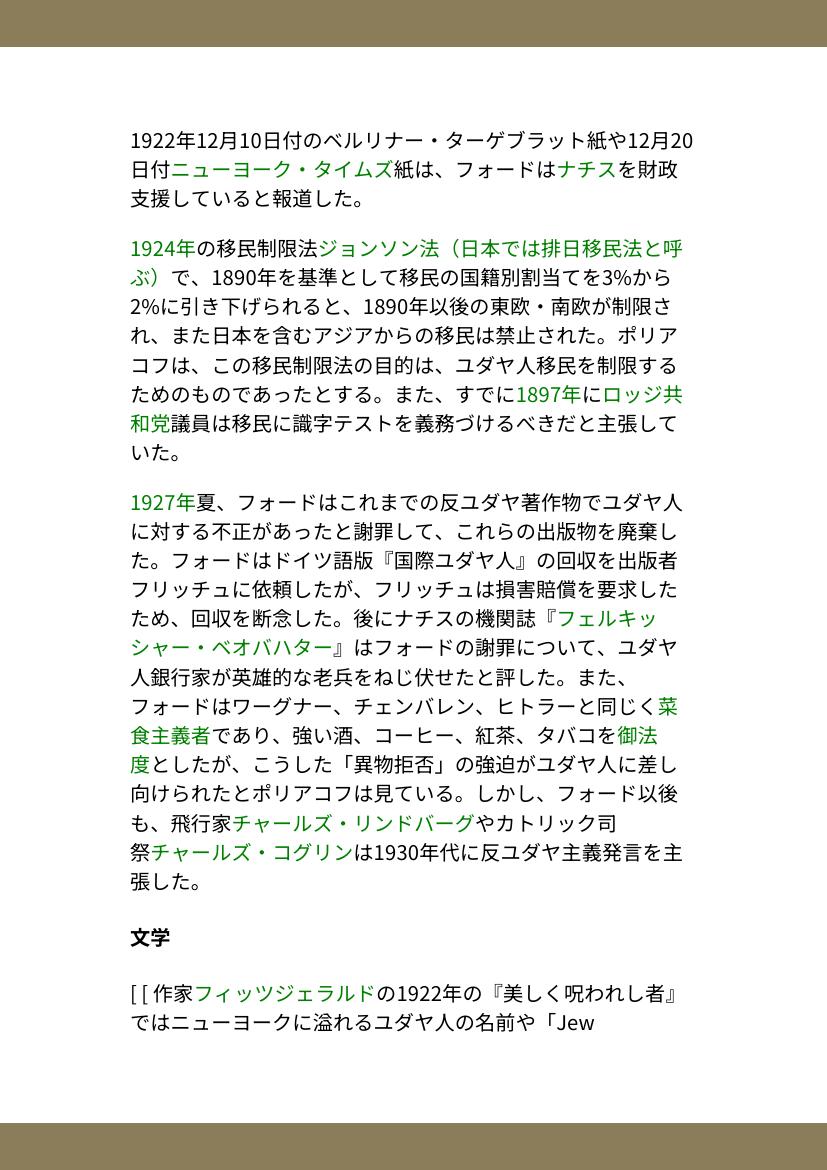 1922年12月10日付のベルリナー・ターゲブラット紙や12月20
日付ニューヨーク・タイムズ紙は、フォードはナチスを財政
支援していると報道した。
1924年の移民制限法ジョンソン法（日本では排日移民法と呼
ぶ）で、1890年を基準として移民の国籍別割当てを3%から
2%に引き下げられると、1890年以後の東欧・南欧が制限さ
れ、また日本を含むアジアからの移民は禁止された。ポリア
コフは、この移民制限法の目的は、ユダヤ人移民を制限する
ためのものであったとする。また、すでに1897年にロッジ共
和党議員は移民に識字テストを義務づけるべきだと主張して
いた。
1927年夏、フォードはこれまでの反ユダヤ著作物でユダヤ人
に対する不正があったと謝罪して、これらの出版物を廃棄し
た。フォードはドイツ語版『国際ユダヤ人』の回収を出版者
フリッチュに依頼したが、フリッチュは損害賠償を要求した
ため、回収を断念した。後にナチスの機関誌『フェルキッ
シャー・ベオバハター』はフォードの謝罪について、ユダヤ
人銀行家が英雄的な老兵をねじ伏せたと評した。また、
フォードはワーグナー、チェンバレン、ヒトラーと同じく菜
食主義者であり、強い酒、コーヒー、紅茶、タバコを御法
度としたが、こうした「異物拒否」の強迫がユダヤ人に差し
向けられたとポリアコフは見ている。しかし、フォード以後
も、飛行家チャールズ・リンドバーグやカトリック司
祭チャールズ・コグリンは1930年代に反ユダヤ主義発言を主
張した。
文学
[ [ 作家フィッツジェラルドの1922年の『美しく呪われし者』
ではニューヨークに溢れるユダヤ人の名前や「Jew